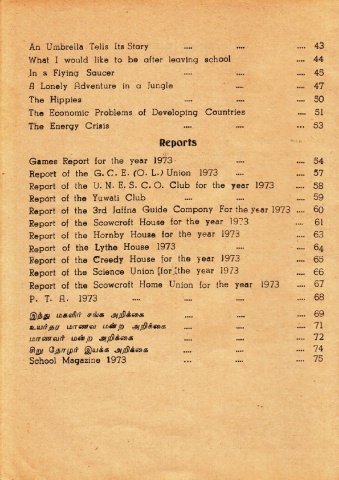 An Umbrella Tells Its Story .... .... .... 43
What I would like to be after leaving school .... .... 44
In a Flying Saucer .... .... .... 45
A Lonely Adventure in a Jungle .... .... 47
The Hippies .... .... .... 50
The Economic Problems of Developing Countries .... .... 51
The Energy Crisis .... .... ... 53
Reports
Games Report for the year 1973 .... .... .... 54
Report of the G. C. E. (O. L.) Union 1973 .... .... 57
Report of the U. N. E. S. C. O. Club for the year 1973 .... 58
Report of the Yuwati Club .... .... .... 59
Report of the 3rd Jaffna Guide Company For the year 1973 .... 60
Report of the Scowcroft House for the year 1973 .... 61
Report of the Hornby House for the year 1973 .... 63
Report of the Lythe House 1973 .... .... 64
Report of the Creedy House for the year 1973 .... .... 65
Report of the Science Union [for] the year 1973 .... .... 66
Report of the Scowcroft Home Union for the year 1973 .... 67
P. T. A. 1973 .... .... .... 68
இந்து மகளிர் சங்க அறிக்கை .... .... .... 69
உயர்தர மாணவ மன்ற அறிக்கை .... .... .... 71
மாணவர் மன்ற அறிக்கை .... .... .... 72
சிறு தோழர் இயக்க அறிக்கை .... .... .... 74
School Magazine 1973 .... .... .... 75